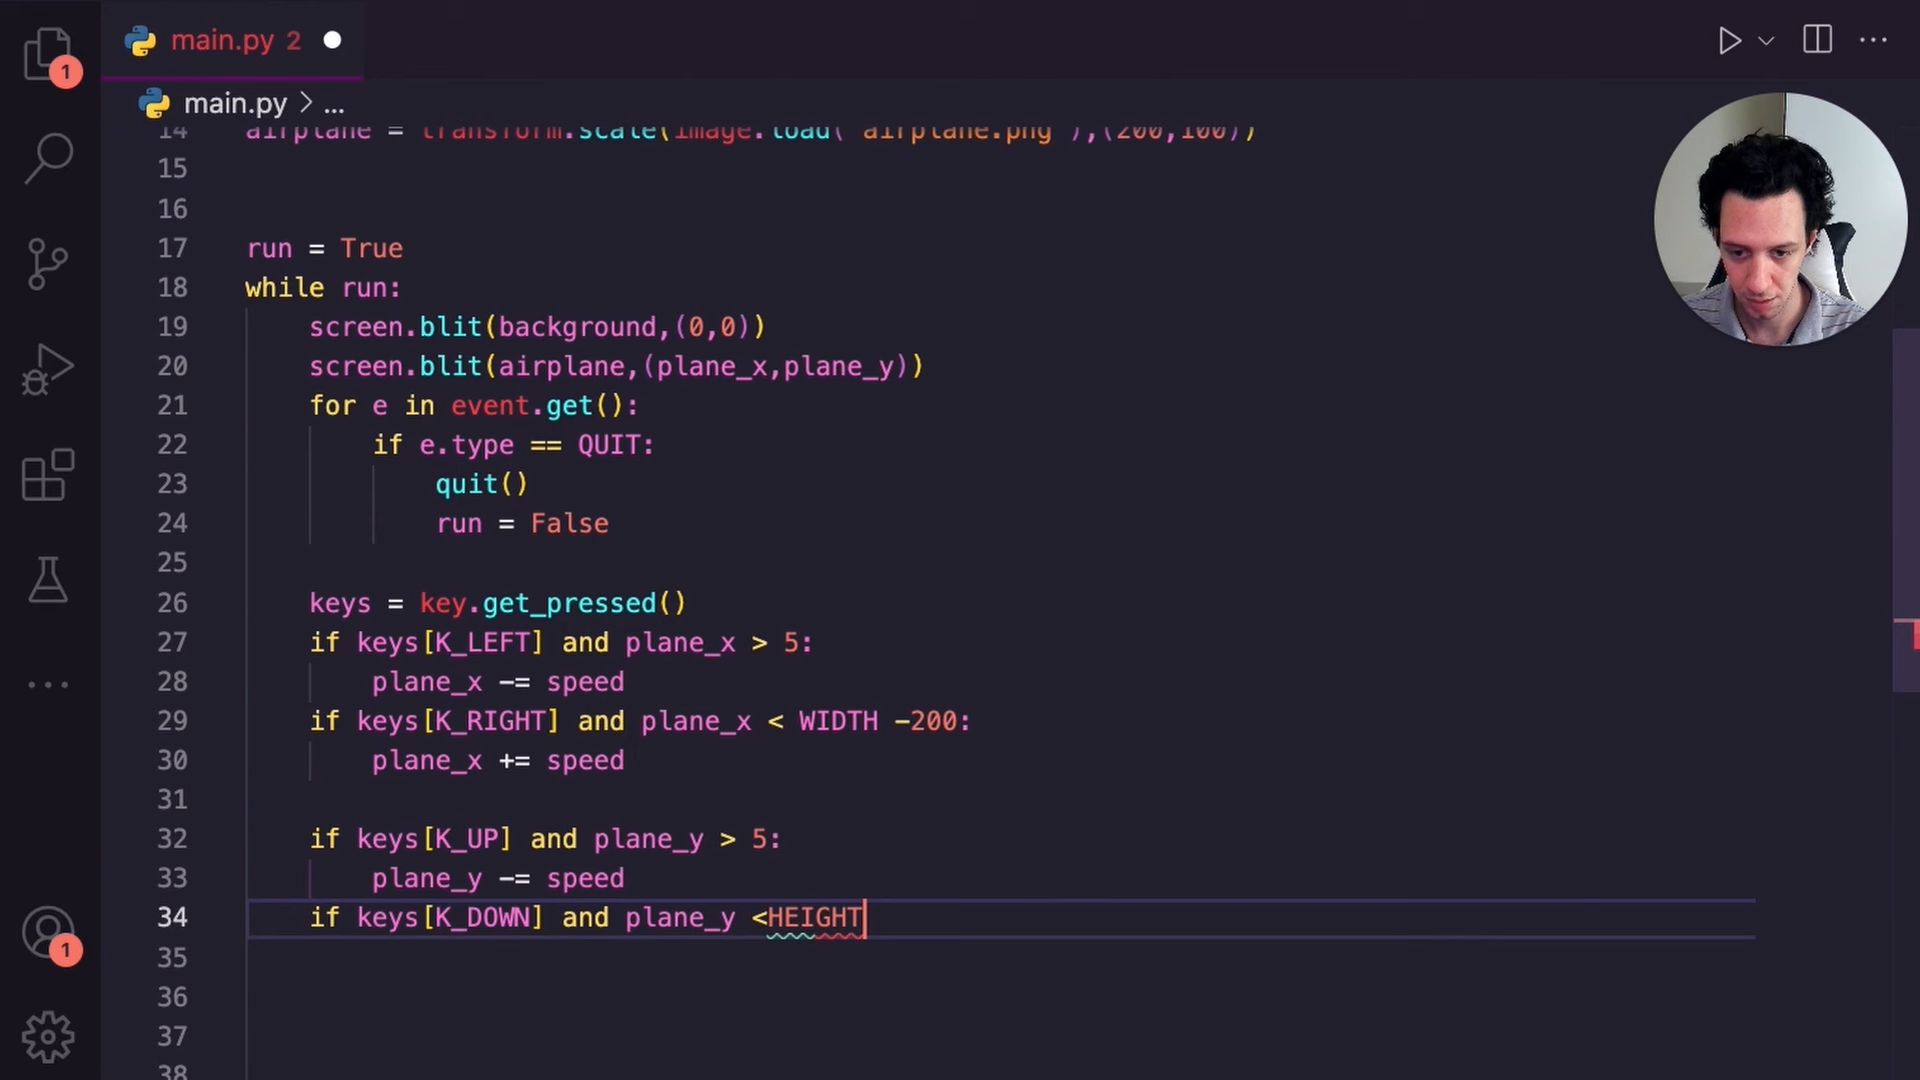 1
main.py 2
main.py > ...
14 airplane = transform.scale(image.load("airplane.png"),(200,100))
15
16
17 run = True
18 while run:
19 screen.blit(background,(0,0))
20 screen.blit(airplane,(plane_x,plane_y))
21 for e in event.get():
22 if e.type == QUIT:
23 quit()
24 run = False
25
26 keys = key.get_pressed()
27 if keys[K_LEFT] and plane_x > 5:
28 plane_x -= speed
29 if keys[K_RIGHT] and plane_x < WIDTH -200:
30 plane_x += speed
31
32 if keys[K_UP] and plane_y > 5:
33 plane_y -= speed
34 if keys[K_DOWN] and plane_y <HEIGHT
35
36
37
38
1